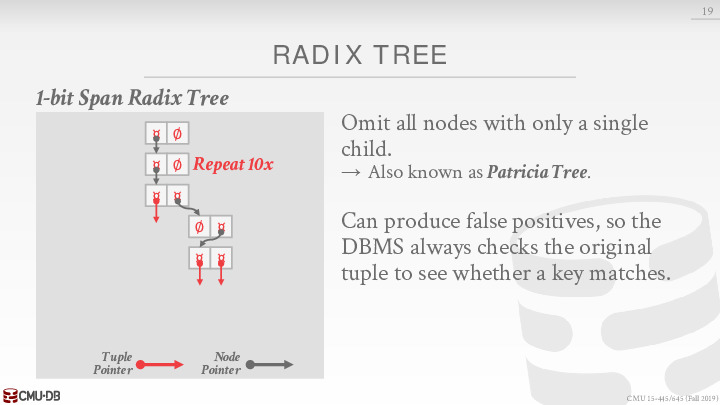 19
RADIX TREE
1-bit Span Radix Tree
¤ Ø
¤ Ø Repeat 10x
¤ ¤
Ø ¤
¤ ¤
Tuple
Pointer
Node
Pointer
Omit all nodes with only a single
child.
→ Also known as Patricia Tree.
Can produce false positives, so the
DBMS always checks the original
tuple to see whether a key matches.
CMU·DB
CMU 15-445/645 (Fall 2019)